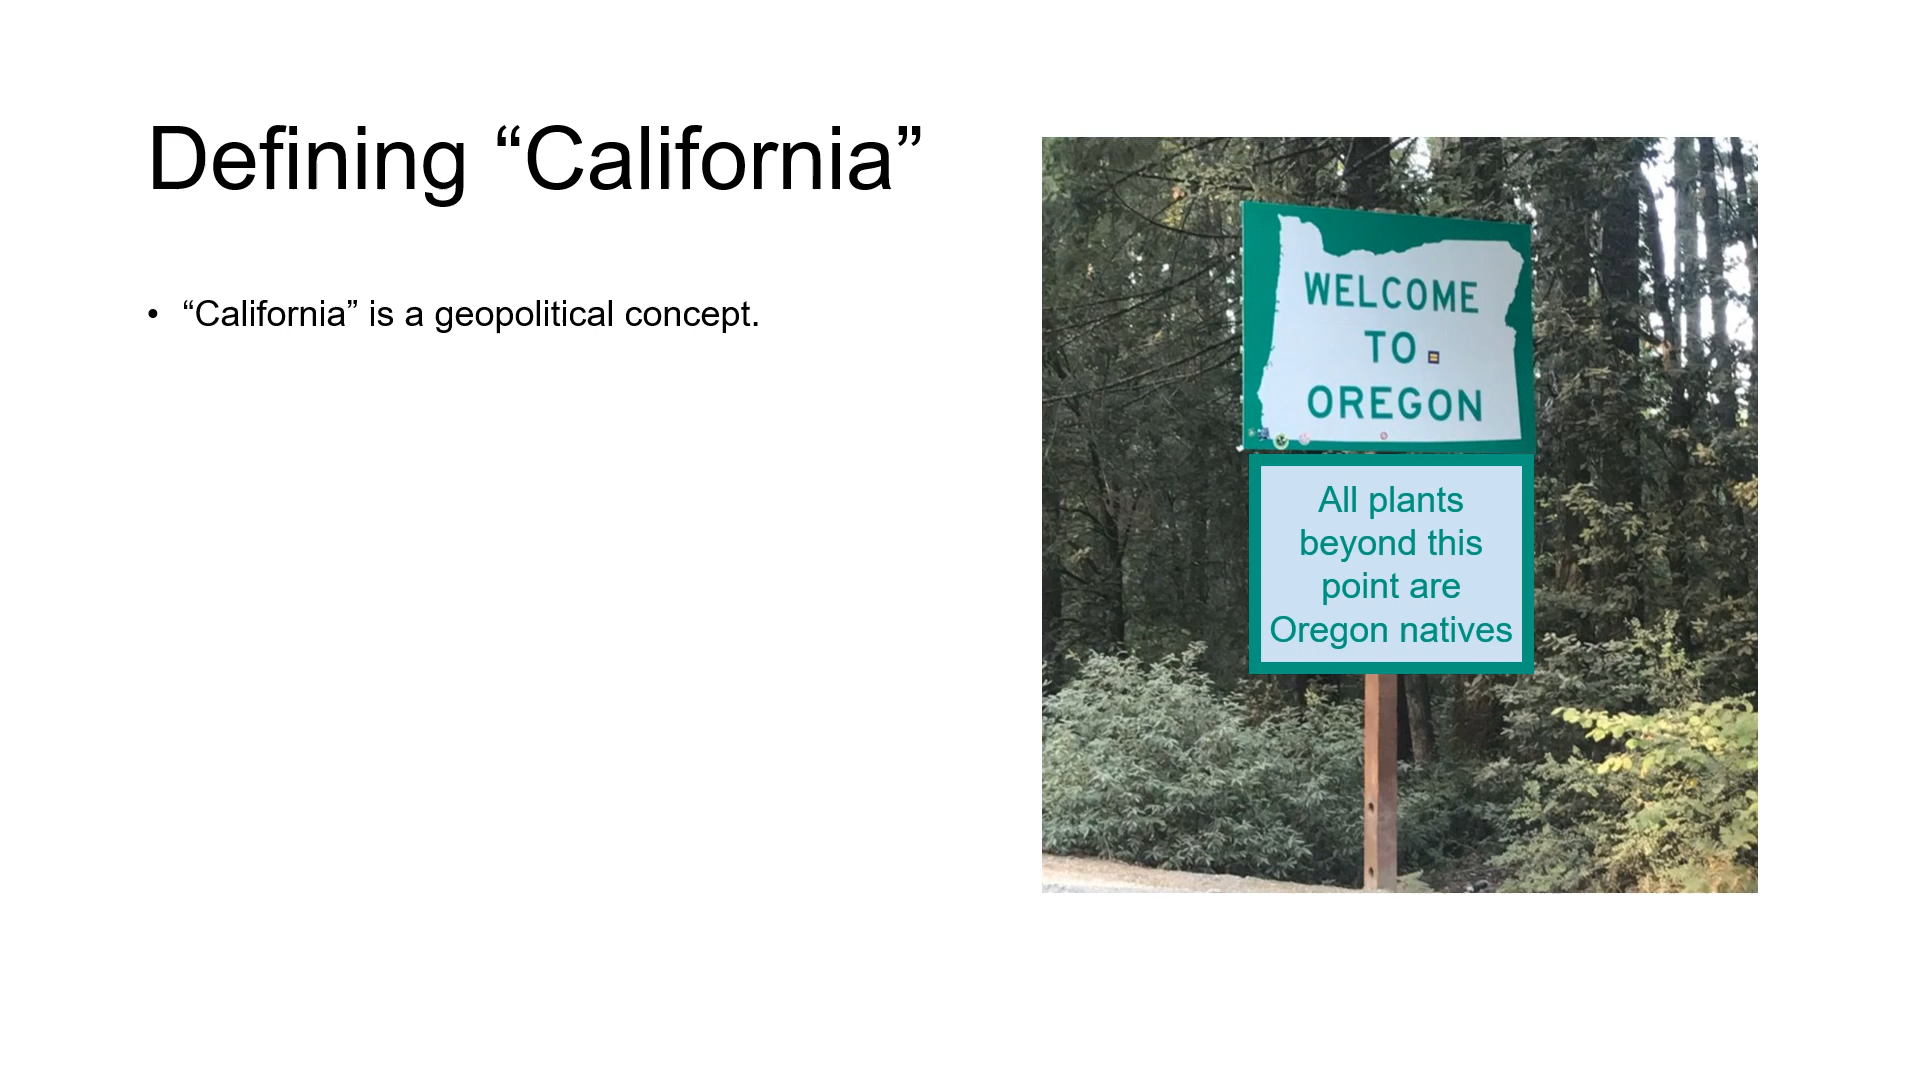 Defining “California”
• “California” is a geopolitical concept.
WELCOME
TO
OREGON
All plants
beyond this
point are
Oregon natives